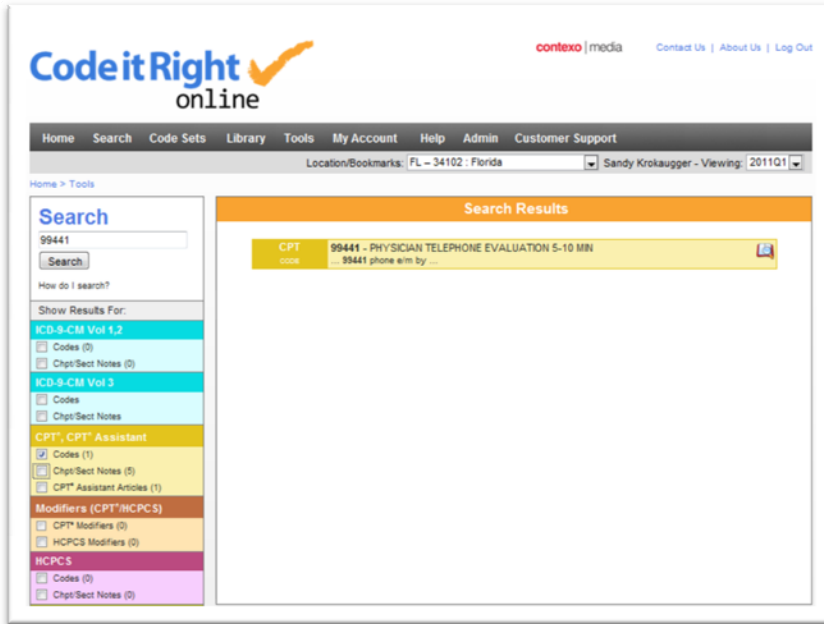 Code it Right
online
contexo | media
Contact Us | About Us | Log Out
Home Search Code Sets Library Tools My Account Help Admin Customer Support
Location/Bookmarks: FL – 34102 : Florida Sandy Krokaugger - Viewing: 2011Q1
Home > Tools
Search
99441
Search
How do I search?
Show Results For:
ICD-9-CM Vol 1,2
Codes (0)
Chpt/Sect Notes (0)
ICD-9-CM Vol 3
Codes
Chpt/Sect Notes
CPT®, CPT® Assistant
Codes (1)
Chpt/Sect Notes (5)
CPT® Assistant Articles (1)
Modifiers (CPT®/HCPCS)
CPT® Modifiers (0)
HCPCS Modifiers (0)
HCPCS
Codes (0)
Chpt/Sect Notes (0)
Search Results
CPT
CODE
99441 - PHYSICIAN TELEPHONE EVALUATION 5-10 MIN
... 99441 phone e/m by ...